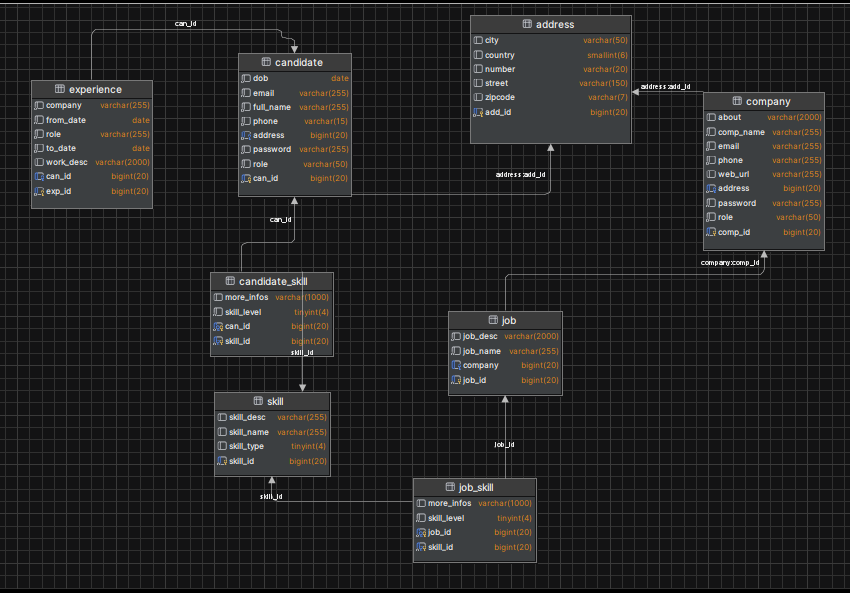 can_id
address
city varchar(50)
country smallint(6)
number varchar(20)
street varchar(150)
zipcode varchar(7)
add_id bigint(20)
candidate
dob date
email varchar(255)
full_name varchar(255)
phone varchar(15)
address bigint(20)
password varchar(255)
role varchar(50)
can_id bigint(20)
experience
company varchar(255)
from_date date
role varchar(255)
to_date date
work_desc varchar(2000)
can_id bigint(20)
exp_id bigint(20)
address:add_id
company
about varchar(2000)
comp_name varchar(255)
email varchar(255)
phone varchar(255)
web_url varchar(255)
address bigint(20)
password varchar(255)
role varchar(50)
comp_id bigint(20)
address:add_id
can_id
company:comp_id
candidate_skill
more_infos varchar(1000)
skill_level tinyint(4)
can_id bigint(20)
skill_id bigint(20)
skill_id
job
job_desc varchar(2000)
job_name varchar(255)
company bigint(20)
job_id bigint(20)
skill
skill_desc varchar(255)
skill_name varchar(255)
skill_type tinyint(4)
skill_id bigint(20)
job_id
skill_id
job_skill
more_infos varchar(1000)
skill_level tinyint(4)
job_id bigint(20)
skill_id bigint(20)